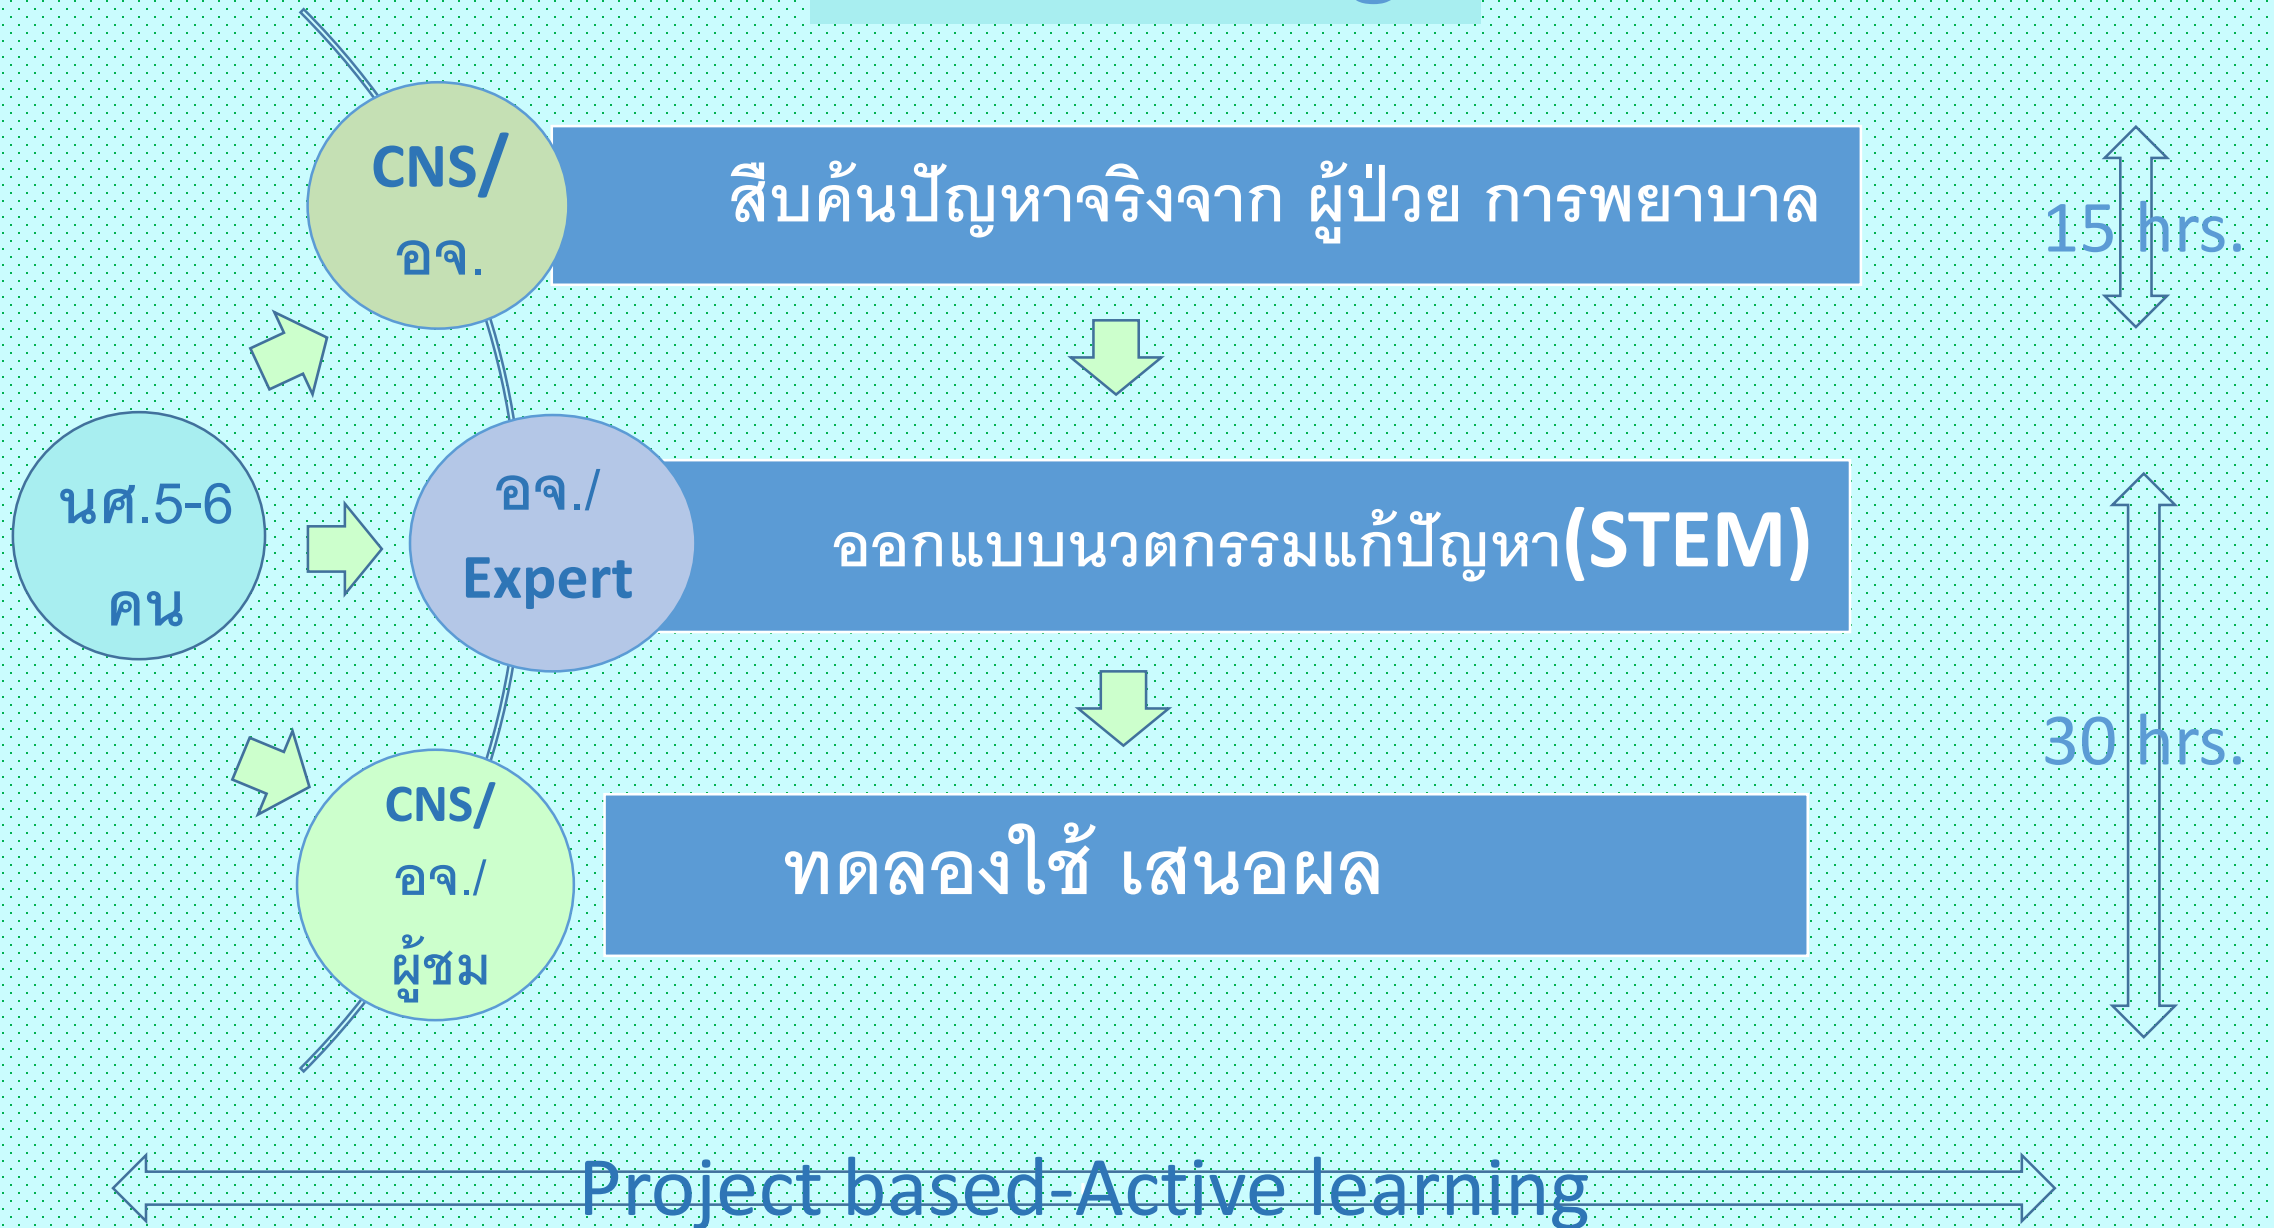 CNS/
อจ.
สืบค้นปัญหาจริงจาก ผู้ป่วย การพยาบาล
15 hrs.
นศ.5-6
คน
อจ./
Expert
ออกแบบนวตกรรมแก้ปัญหา(STEM)
30 hrs.
CNS/
อจ./
ผู้ชม
ทดลองใช้ เสนอผล
Project based-Active learning